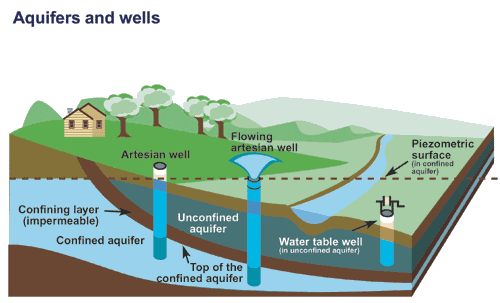 Aquifers and wells
Flowing
artesian well
Artesian well
Piezometric
surface
(in confined
aquifer)
Confining layer
(impermeable)
Unconfined
aquifer
Confined aquifer
Water table well
(in unconfined aquifer)
Top of the
confined aquifer